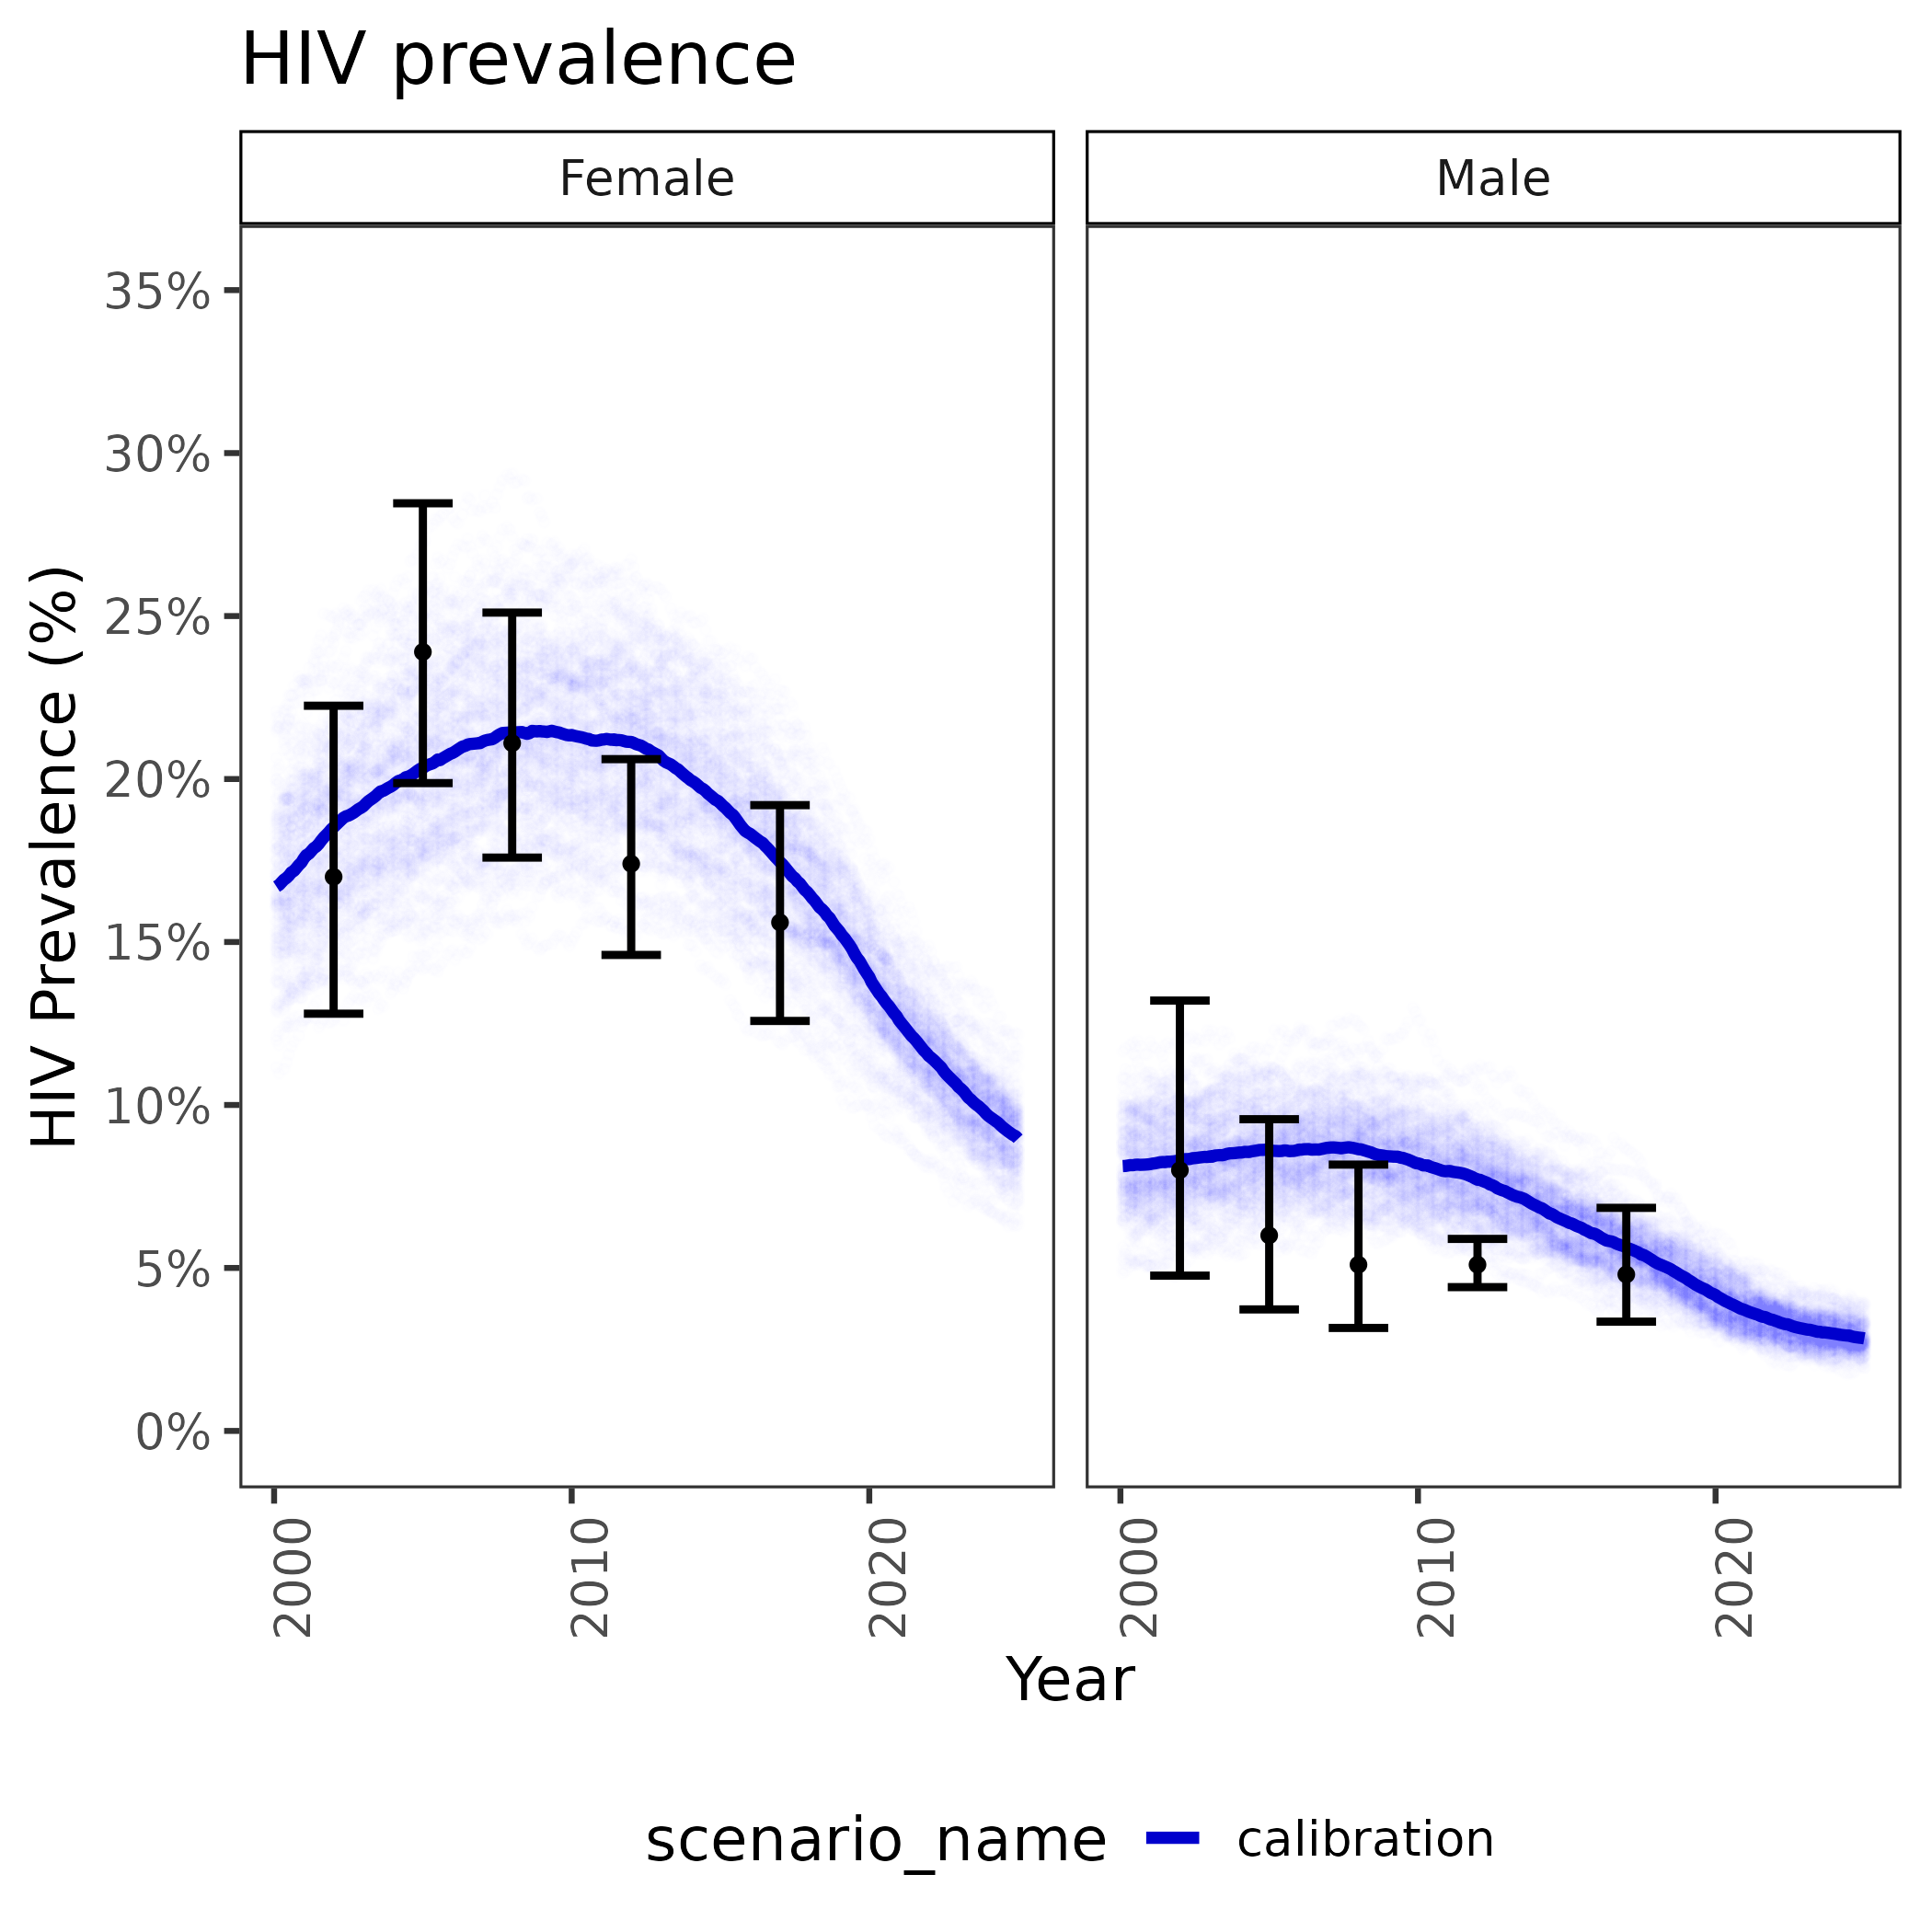 HIV prevalence
Female
Male
HIV Prevalence (%)
35%
30%
25%
20%
15%
10%
5%
0%
2000
2010
2020
2000
2010
2020
Year
scenario_name
calibration